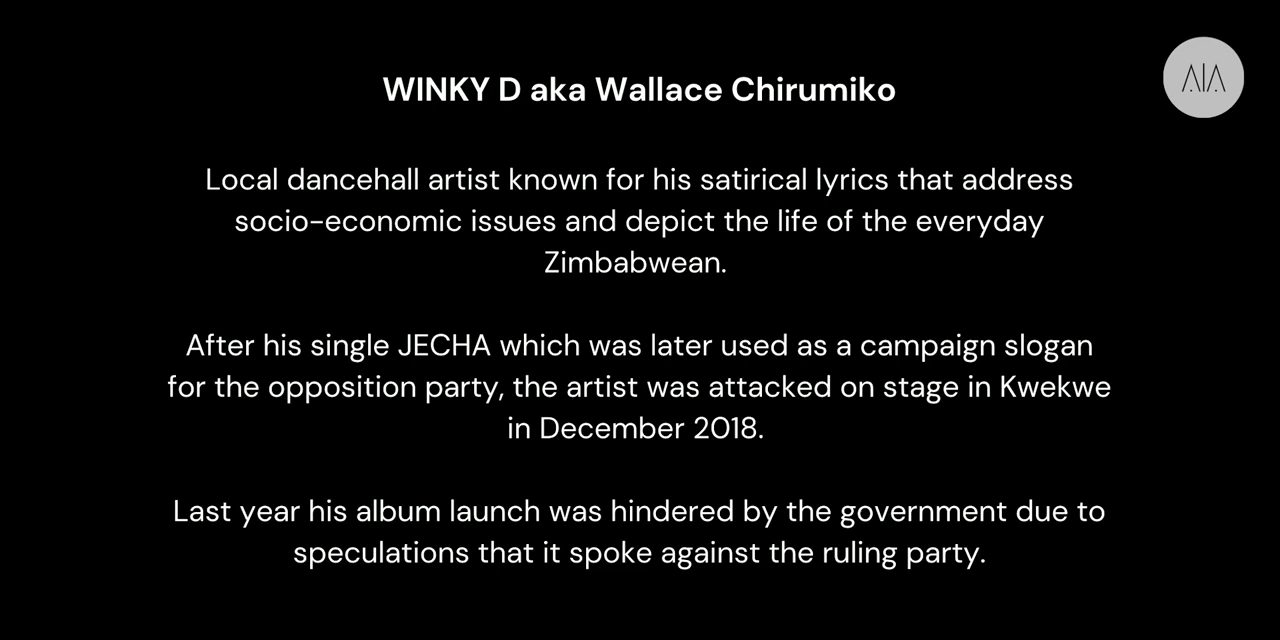 WINKY D aka Wallace Chirumiko
AIA
Local dancehall artist known for his satirical lyrics that address
socio-economic issues and depict the life of the everyday
Zimbabwean.
After his single JECHA which was later used as a campaign slogan
for the opposition party, the artist was attacked on stage in Kwekwe
in December 2018.
Last year his album launch was hindered by the government due to
speculations that it spoke against the ruling party.